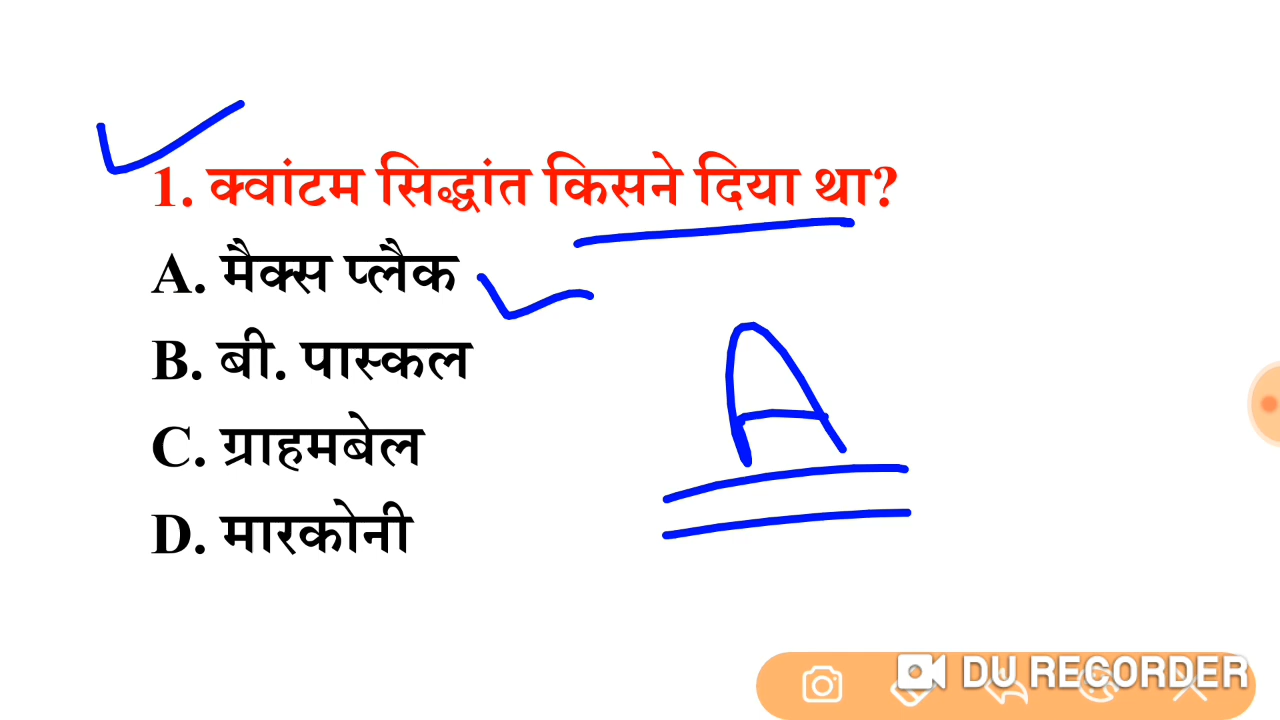 1. क्वांटम सिद्धांत किसने दिया था?
A. मैक्स प्लैक
B. बी. पास्कल
A
C. ग्राहमबेल
D. मारकोनी
DU RECORDER